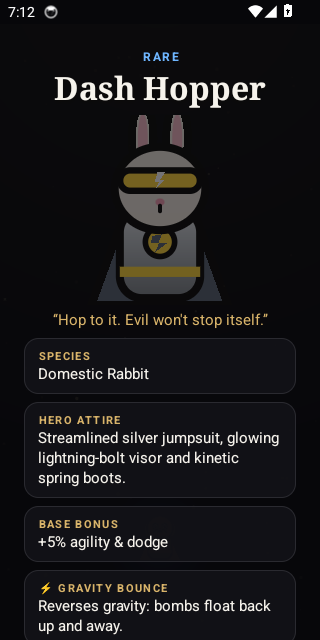 7:12
RARE
Dash Hopper
“Hop to it. Evil won't stop itself.”
SPECIES
Domestic Rabbit
HERO ATTIRE
Streamlined silver jumpsuit, glowing
lightning-bolt visor and kinetic
spring boots.
BASE BONUS
+5% agility & dodge
⚡ GRAVITY BOUNCE
Reverses gravity: bombs float back
up and away.